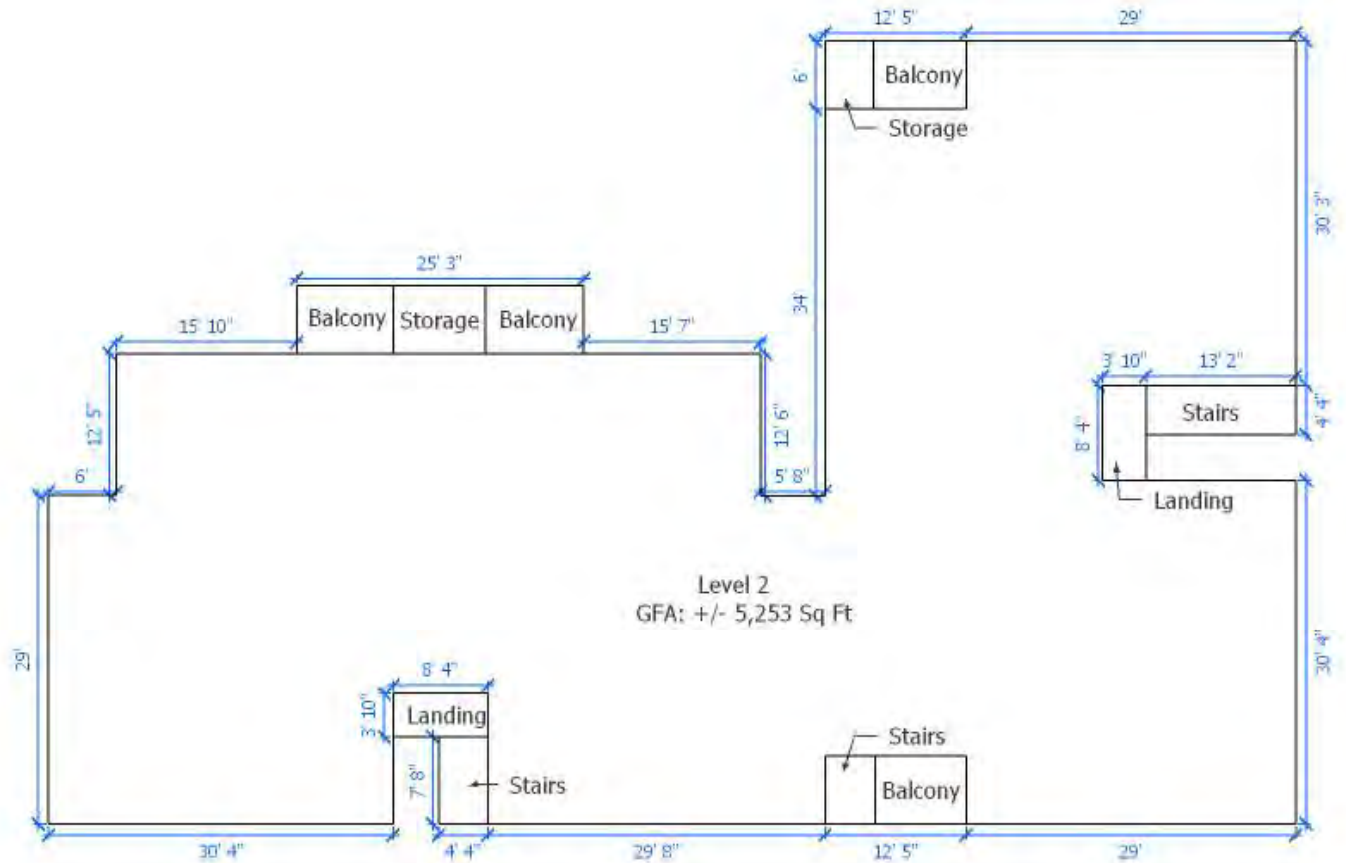 12' 5"
29'
6'
Balcony
Storage
30' 3"
25' 3"
34'
Balcony
Storage
Balcony
15' 10"
15' 7"
3' 10"
13' 2"
12' 5"
12' 6"
8' 4"
Stairs
4' 4"
6'
5' 8"
Landing
Level 2
GFA: +/- 5,253 Sq Ft
29'
30' 4"
8' 4"
3' 10"
Landing
Stairs
7' 8"
Stairs
Balcony
30' 4"
4' 4"
29' 8"
12' 5"
29'